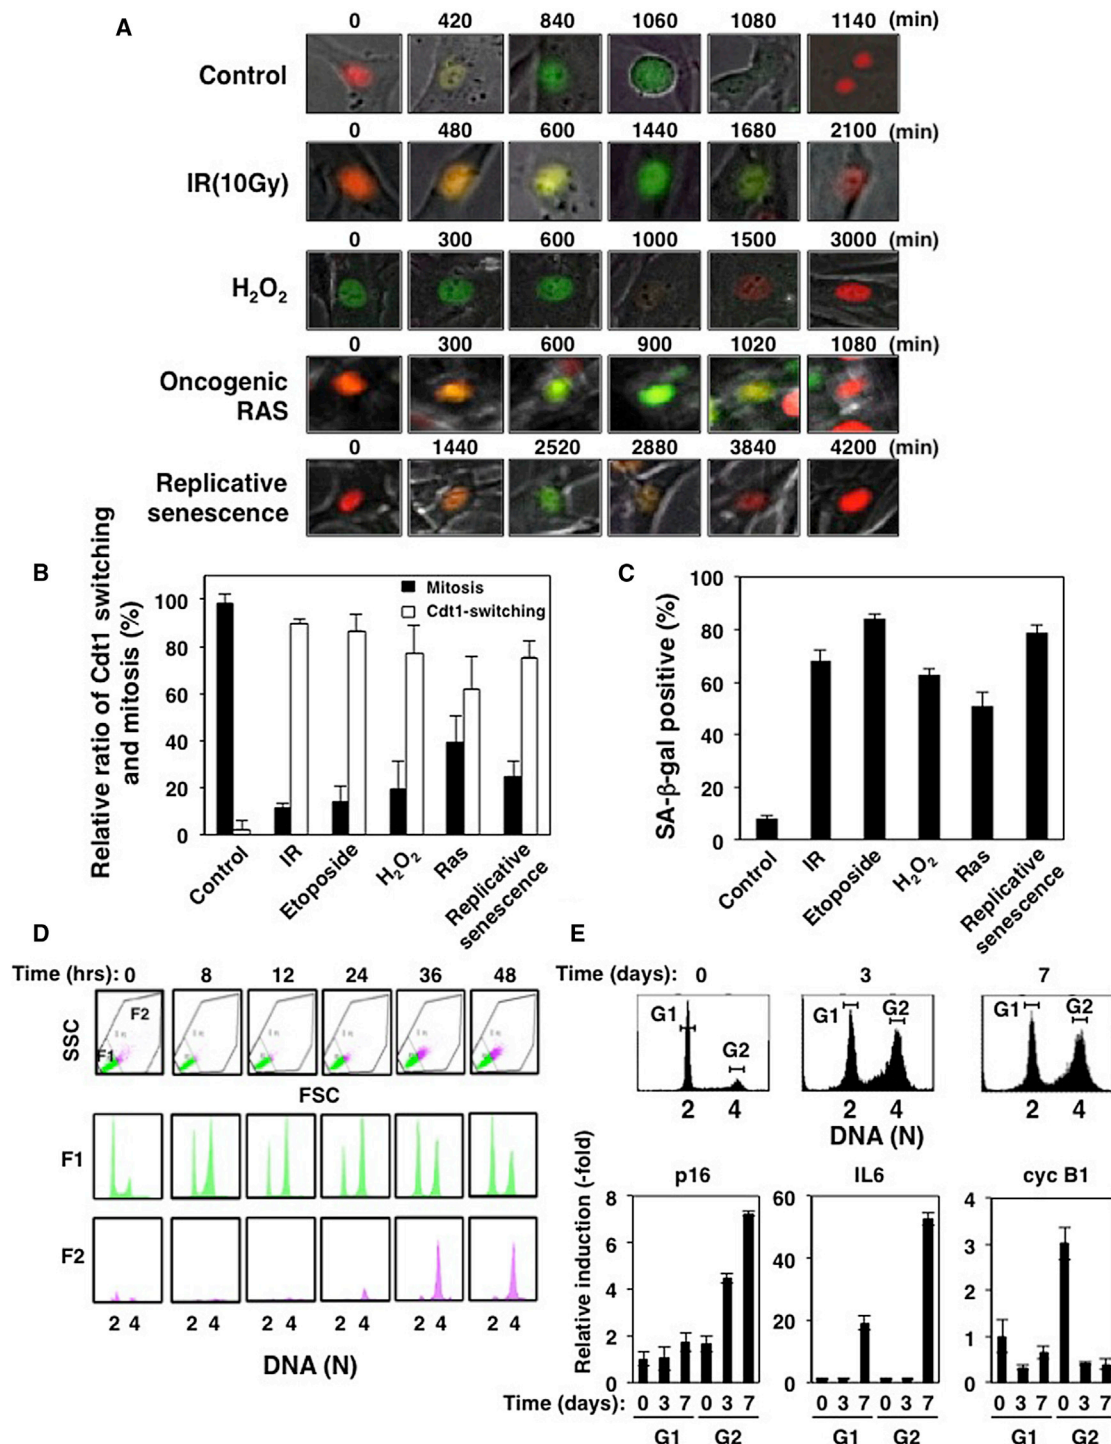 A
0 420 840 1060 1080 1140 (min)
Control
0 480 600 1440 1680 2100 (min)
IR(10Gy)
0 300 600 1000 1500 3000 (min)
H2O2
0 300 600 900 1020 1080 (min)
Oncogenic
RAS
0 1440 2520 2880 3840 4200 (min)
Replicative
senescence
B
Relative ratio of Cdt1 switching
and mitosis (%)
100
80
60
40
20
0
Mitosis
Cdt1-switching
Control
IR
Etoposide
H2O2
Ras
Replicative
senescence
C
SA-β-gal positive (%)
100
80
60
40
20
0
Control
IR
Etoposide
H2O2
Ras
Replicative
senescence
D
Time (hrs): 0 8 12 24 36 48
SSC
F2
F1
FSC
F1
F2
2 4 2 4 2 4 2 4 2 4 2 4
DNA (N)
E
Time (days): 0 3 7
G1 G2
G1 G2
G1 G2
2 4 2 4 2 4
DNA (N)
Relative induction (-fold)
p16 IL6 cyc B1
8
6
4
2
0
60
40
20
0
4
3
2
1
0
Time (days): 0 3 7 0 3 7 0 3 7 0 3 7 0 3 7 0 3 7
G1 G2 G1 G2 G1 G2